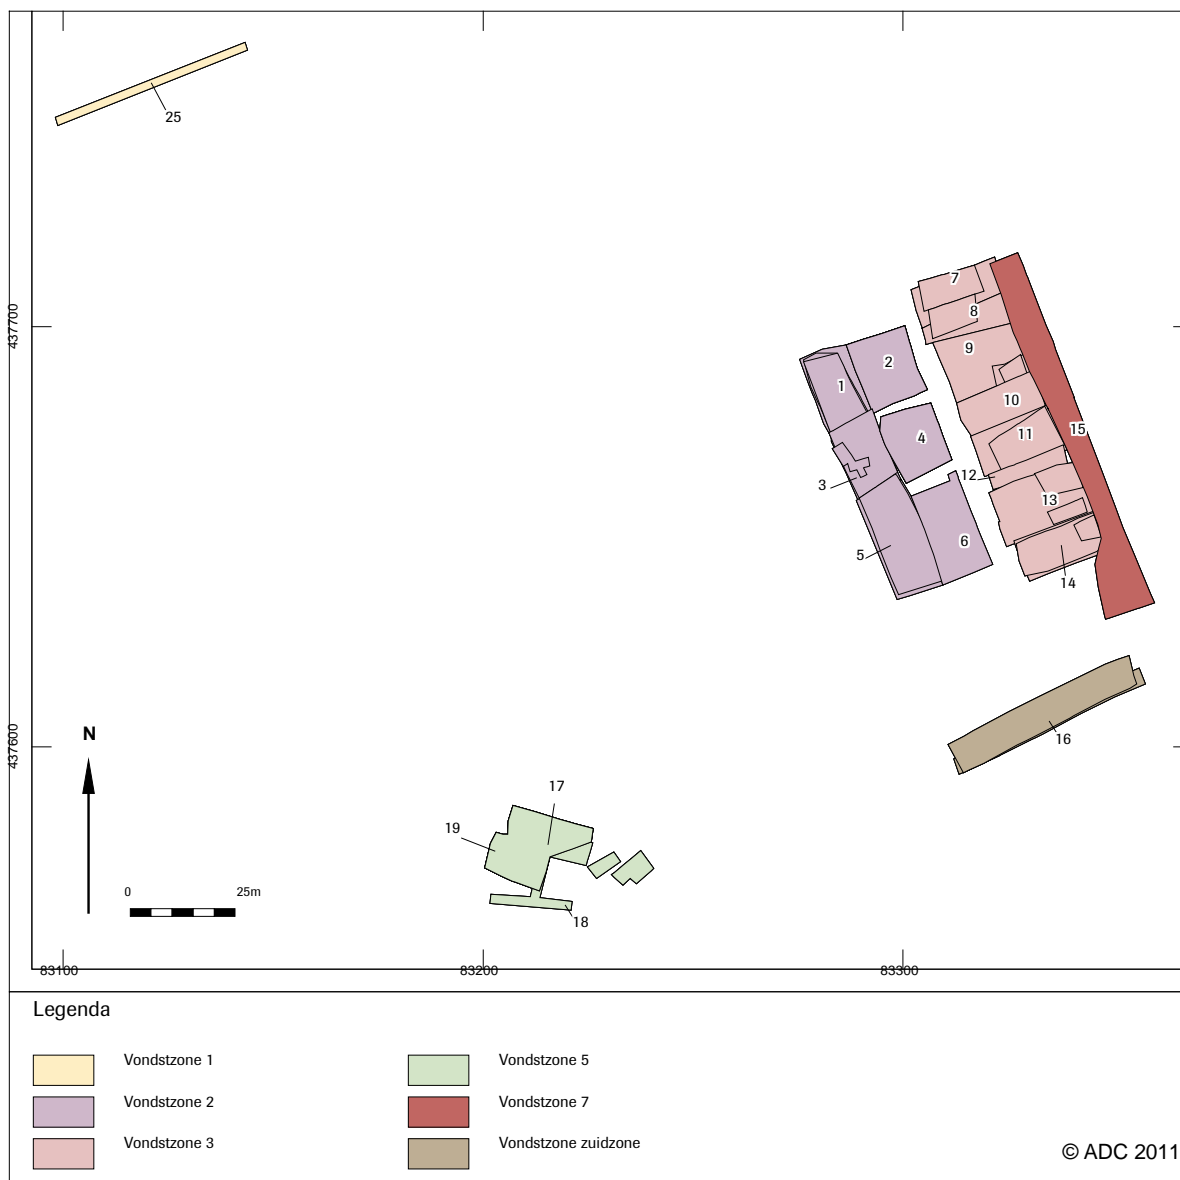 25
7
8
437700
9
2
1
10
15
11
4
12
3
13
6
5
14
437600
N
16
17
19
0 25m
18
83100 83200 83300
Legenda
Vondstzone 1
Vondstzone 5
Vondstzone 2
Vondstzone 7
Vondstzone 3
Vondstzone zuidzone
© ADC 2011